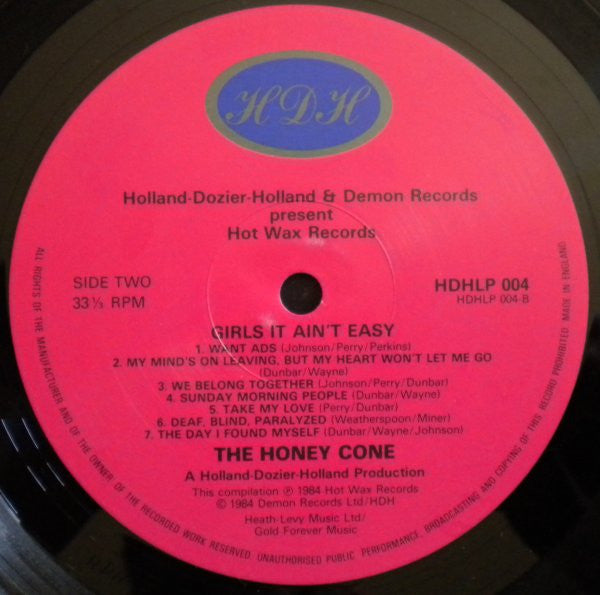 HDH
Holland-Dozier-Holland & Demon Records
present
Hot Wax Records
SIDE TWO
33⅓ RPM
HDHLP 004
HDHLP 004-B
GIRLS IT AIN'T EASY
1. WANT ADS (Johnson/Perry/Perkins)
2. MY MIND'S ON LEAVING, BUT MY HEART WON'T LET ME GO
(Dunbar/Wayne)
3. WE BELONG TOGETHER (Johnson/Perry/Dunbar)
4. SUNDAY MORNING PEOPLE (Dunbar/Wayne)
5. TAKE MY LOVE (Perry/Dunbar)
6. DEAF, BLIND, PARALYZED (Weatherspoon/Miner)
7. THE DAY I FOUND MYSELF (Dunbar/Wayne/Johnson)
THE HONEY CONE
A Holland-Dozier-Holland Production
This compilation ℗ 1984 Hot Wax Records
© 1984 Demon Records Ltd/HDH
Heath-Levy Music Ltd/
Gold Forever Music
ALL RIGHTS OF THE MANUFACTURER AND OF THE OWNER OF THE RECORDED WORK RESERVED. UNAUTHORISED PUBLIC PERFORMANCE, BROADCASTING AND COPYING OF THIS RECORD PROHIBITED. MADE IN ENGLAND